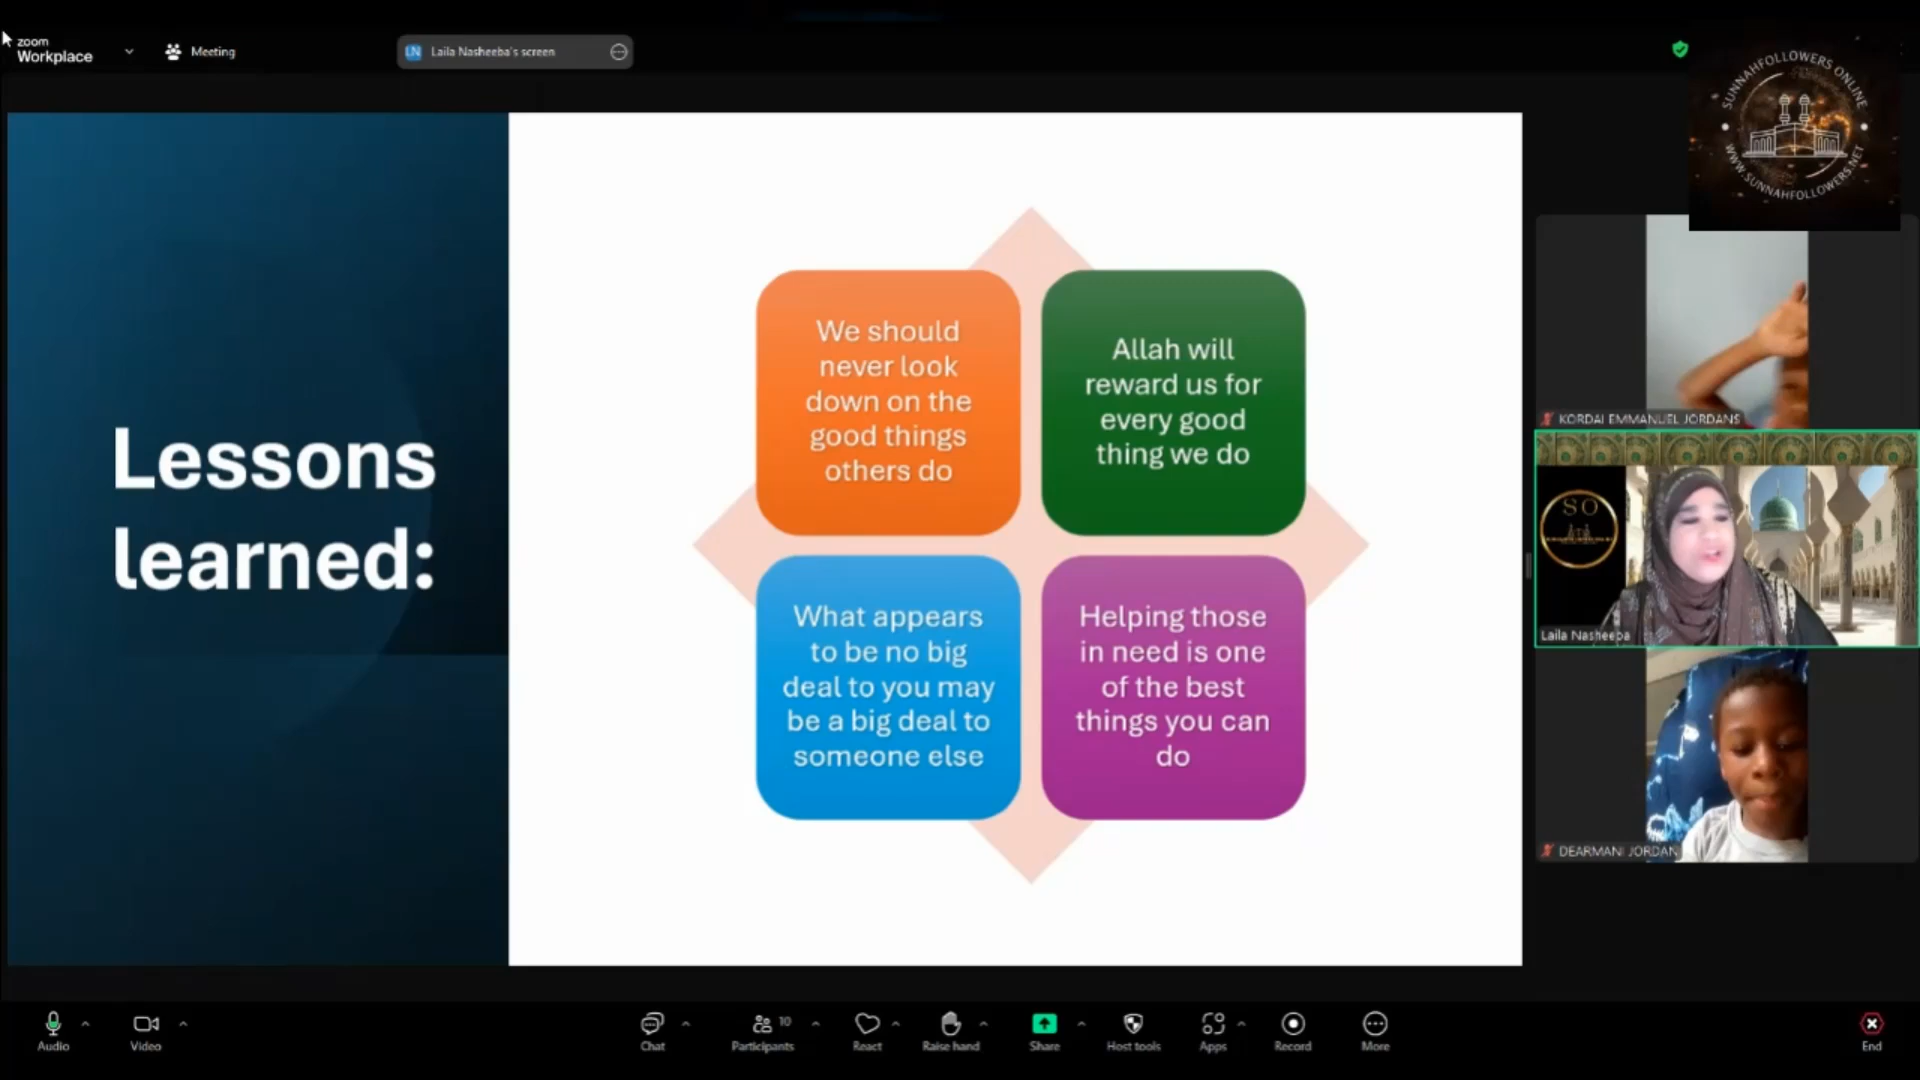 zoom
Workplace
Meeting
LN Laila Nasheeba's screen
SUNNAHFOLLOWERS ONLINE
WWW.SUNNAHFOLLOWERS.NET
Lessons
learned:
We should
never look
down on the
good things
others do
Allah will
reward us for
every good
thing we do
What appears
to be no big
deal to you may
be a big deal to
someone else
Helping those
in need is one
of the best
things you can
do
KORDAI EMMANUEL JORDANS
SO
Laila Nasheeba
DEARMANI JORDAN
Audio
Video
Chat
10
Participants
React
Raise hand
Share
Host tools
Apps
Record
More
End